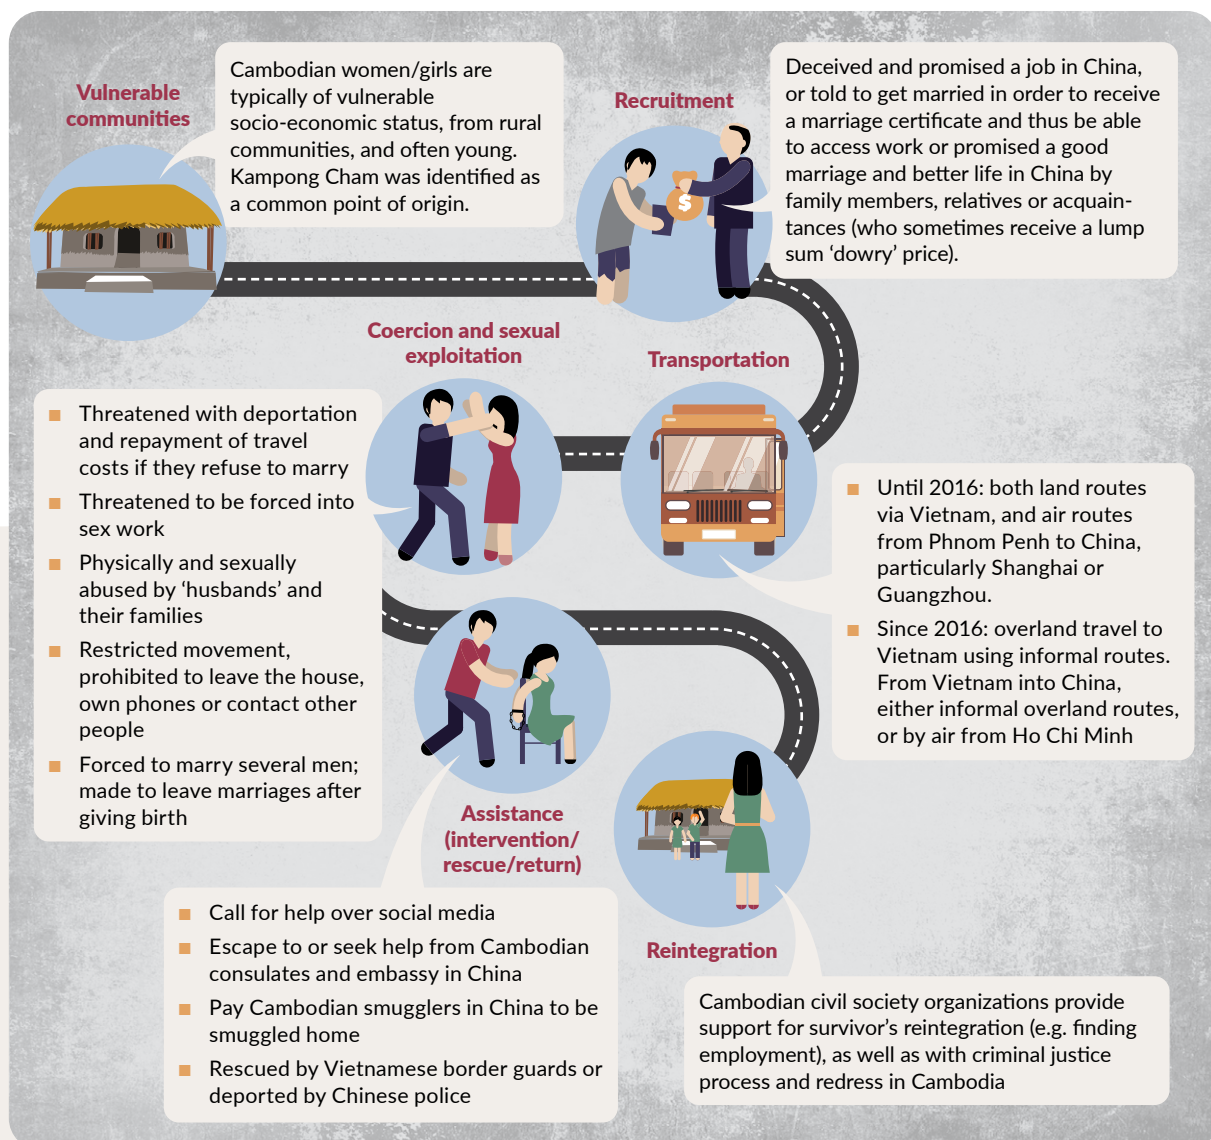 Vulnerable
communities
Cambodian women/girls are
typically of vulnerable
socio-economic status, from rural
communities, and often young.
Kampong Cham was identified as
a common point of origin.
Recruitment
Deceived and promised a job in China,
or told to get married in order to receive
a marriage certificate and thus be able
to access work or promised a good
marriage and better life in China by
family members, relatives or acquain-
tances (who sometimes receive a lump
sum ‘dowry’ price).
$
Transportation
■ Until 2016: both land routes
via Vietnam, and air routes
from Phnom Penh to China,
particularly Shanghai or
Guangzhou.
■ Since 2016: overland travel to
Vietnam using informal routes.
From Vietnam into China,
either informal overland routes,
or by air from Ho Chi Minh
Coercion and sexual
exploitation
■ Threatened with deportation
and repayment of travel
costs if they refuse to marry
■ Threatened to be forced into
sex work
■ Physically and sexually
abused by ‘husbands’ and
their families
■ Restricted movement,
prohibited to leave the house,
own phones or contact other
people
■ Forced to marry several men;
made to leave marriages after
giving birth
Assistance
(intervention/
rescue/return)
■ Call for help over social media
■ Escape to or seek help from Cambodian
consulates and embassy in China
■ Pay Cambodian smugglers in China to be
smuggled home
■ Rescued by Vietnamese border guards or
deported by Chinese police
Reintegration
Cambodian civil society organizations provide
support for survivor’s reintegration (e.g. finding
employment), as well as with criminal justice
process and redress in Cambodia